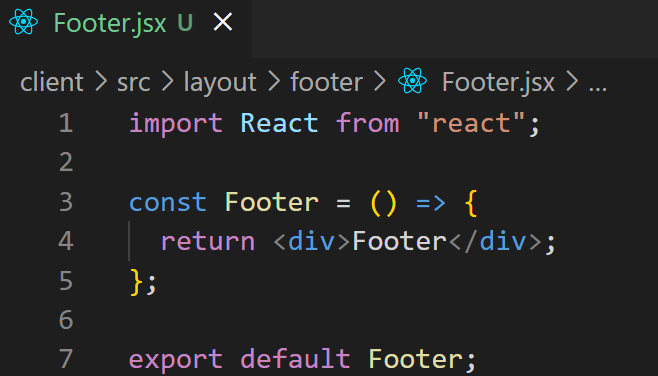 Footer.jsx U
client > src > layout > footer > Footer.jsx > ...
1 import React from "react";
2
3 const Footer = () => {
4   return <div>Footer</div>;
5 };
6
7 export default Footer;